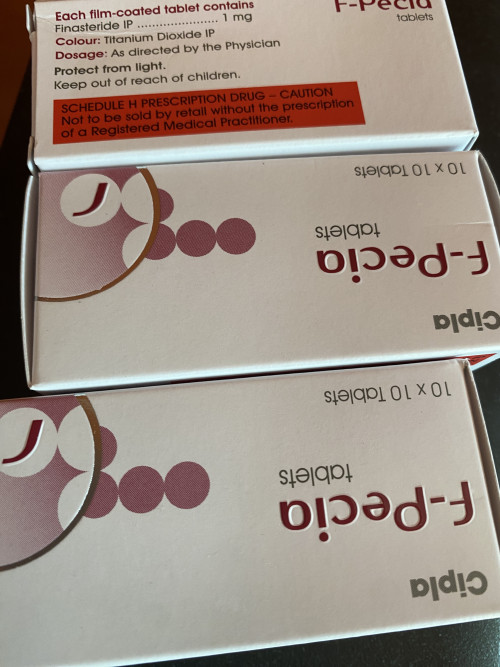 Each film-coated tablet contains
Finasteride IP ...................... 1 mg
Colour: Titanium Dioxide IP
Dosage: As directed by the Physician
Protect from light.
Keep out of reach of children.
SCHEDULE H PRESCRIPTION DRUG – CAUTION
Not to be sold by retail without the prescription
of a Registered Medical Practitioner.
F-Pecia
tablets
10 x 10 Tablets
F-Pecia
tablets
Cipla
10 x 10 Tablets
F-Pecia
tablets
Cipla